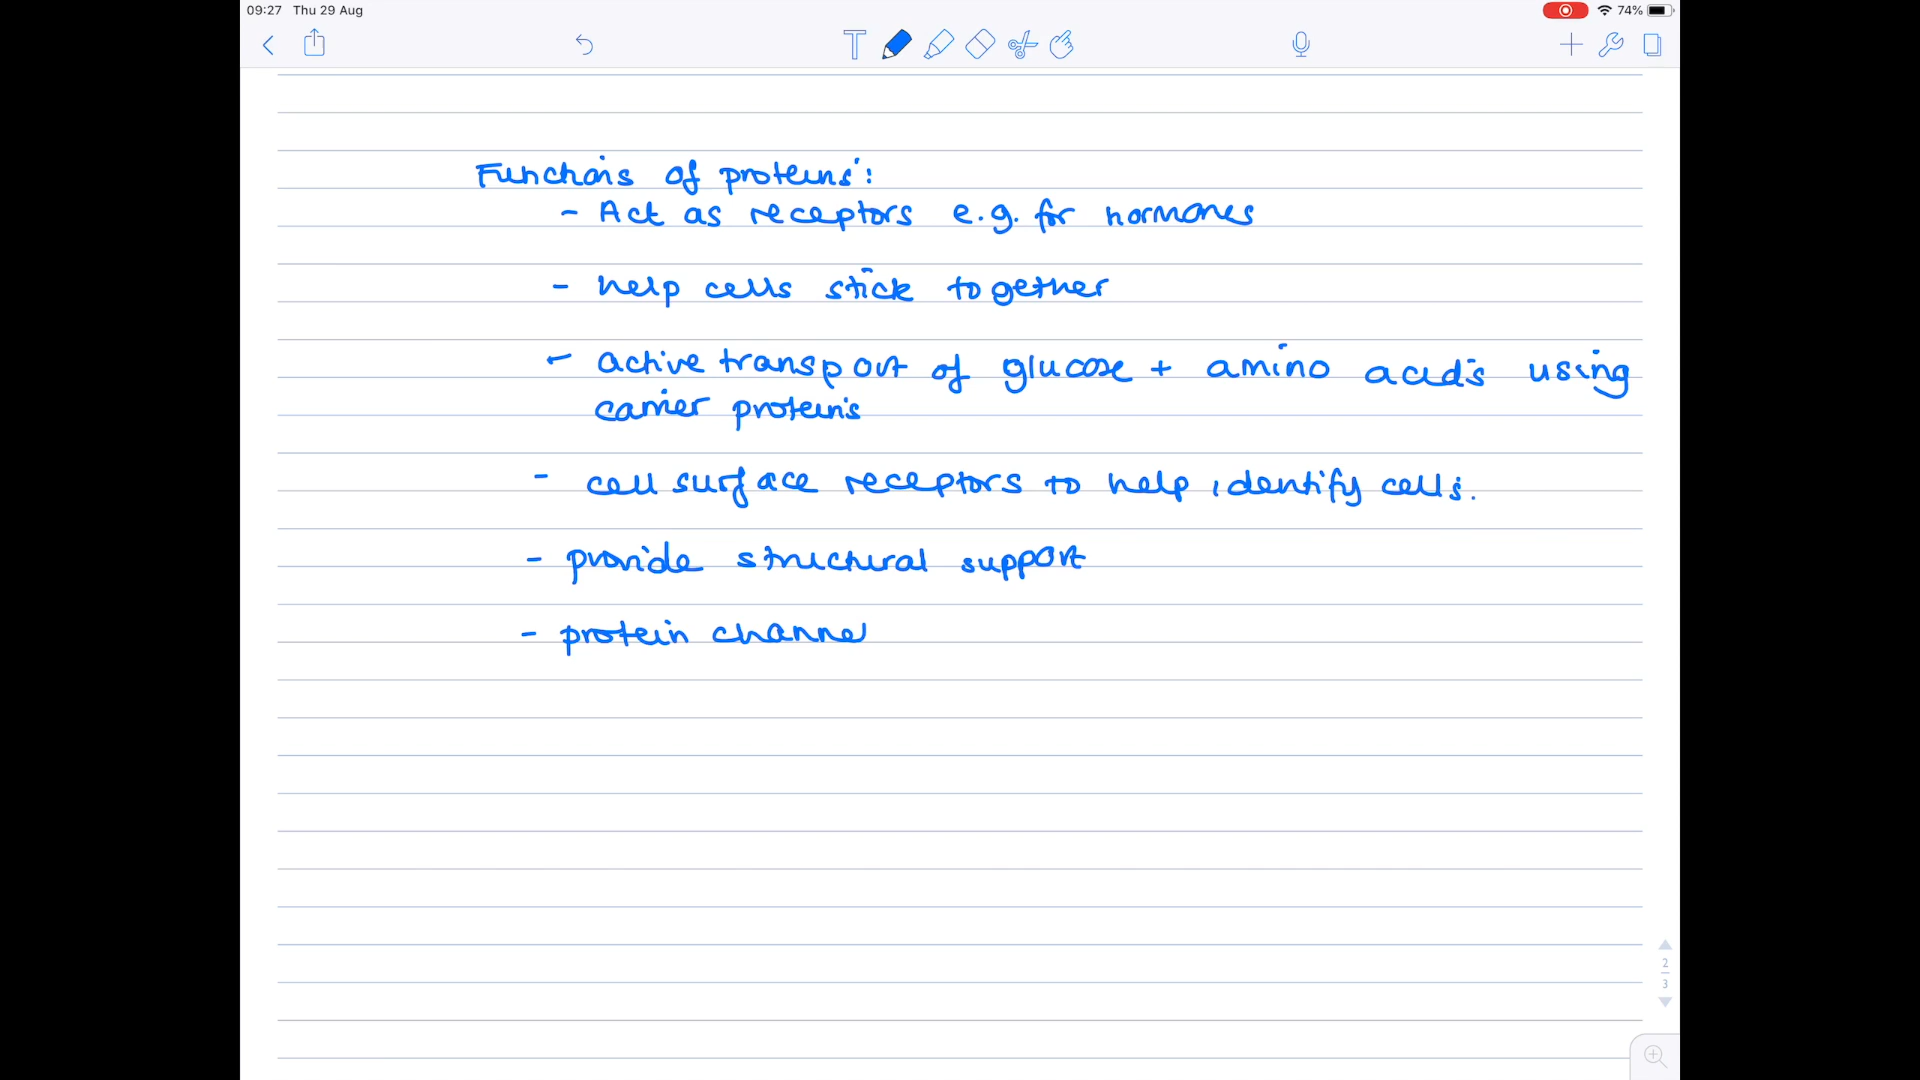 09:27 Thu 29 Aug
74%
T
Functions of proteins:
- Act as receptors e.g. for hormones
- help cells stick together
- active transport of glucose + amino acids using
carrier proteins
- cell surface receptors to help identify cells.
- provide structural support
- protein channel
2
3